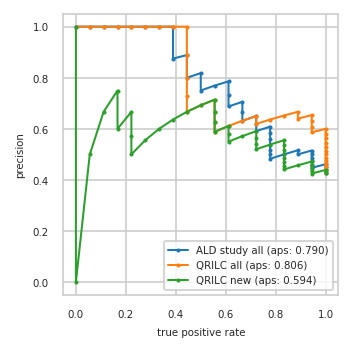 1.0
0.8
0.6
0.4
0.2
0.0
precision
0.0 0.2 0.4 0.6 0.8 1.0
true positive rate
ALD study all (aps: 0.790)
QRILC all (aps: 0.806)
QRILC new (aps: 0.594)